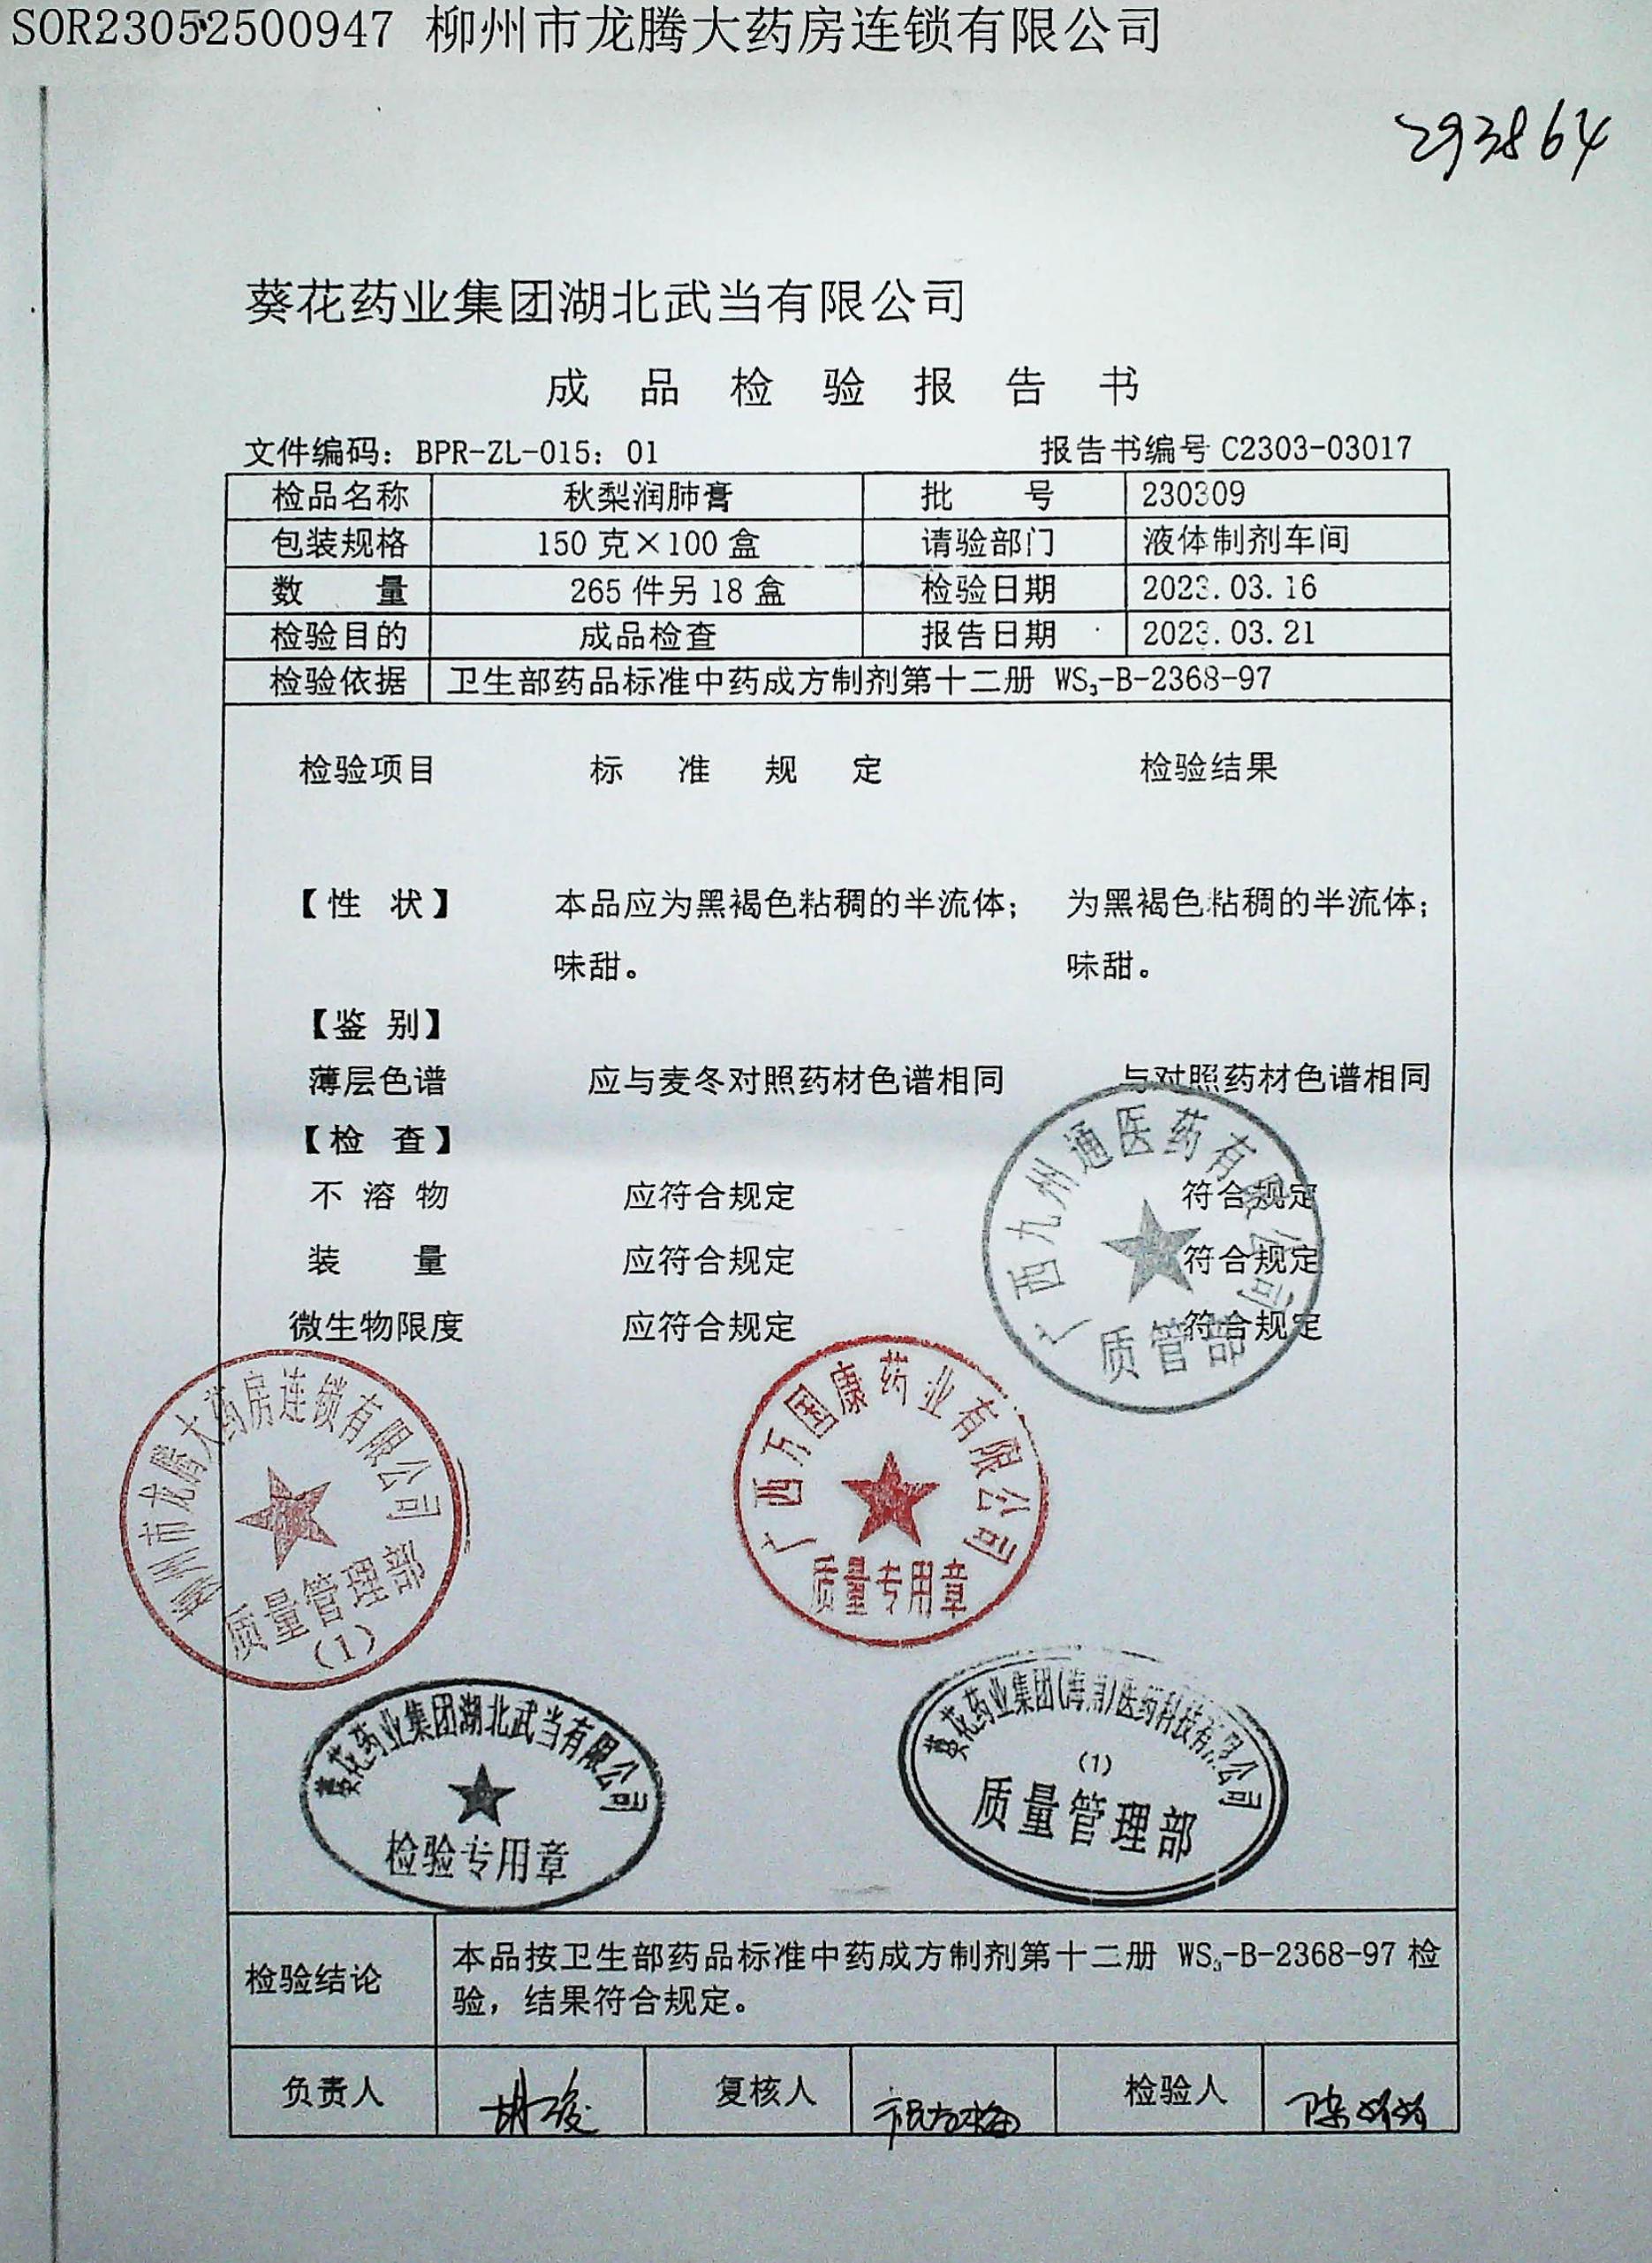 SOR23052500947 柳州市龙腾大药房连锁有限公司
293864
葵花药业集团湖北武当有限公司
成品检验报告书
文件编码：BPR-ZL-015：01 报告书编号 C2303-03017
检品名称 秋梨润肺膏 批号 230309
包装规格 150 克×100 盒 请验部门 液体制剂车间
数量 265 件另 18 盒 检验日期 2023.03.16
检验目的 成品检查 报告日期 2023.03.21
检验依据 卫生部药品标准中药成方制剂第十二册 WS₃-B-2368-97
检验项目 标准规定 检验结果
【性状】 本品应为黑褐色粘稠的半流体； 为黑褐色粘稠的半流体；
味甜。 味甜。
【鉴别】
薄层色谱 应与麦冬对照药材色谱相同 与对照药材色谱相同
【检查】
不溶物 应符合规定 符合规定
装量 应符合规定 符合规定
微生物限度 应符合规定 符合规定
广西九州通医药有限公司
质管部
柳州市龙腾大药房连锁有限公司
质量管理部
(1)
广西万国康药业有限公司
质量专用章
葵花药业集团湖北武当有限公司
检验专用章
葵花药业集团(海南)医药科技有限公司
(1)
质量管理部
检验结论 本品按卫生部药品标准中药成方制剂第十二册 WS₃-B-2368-97 检
验，结果符合规定。
负责人 胡俊 复核人 检验人